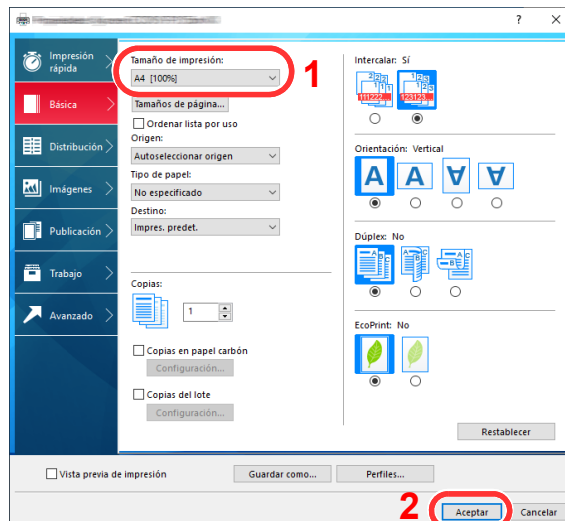 ?
Impresión
rápida
Básica
Distribución
Imágenes
Publicación
Trabajo
Avanzado
Tamaño de impresión:
A4 [100%]
1
Tamaños de página...
Ordenar lista por uso
Origen:
Autoseleccionar origen
Tipo de papel:
No especificado
Destino:
Impres. predet.
Copias:
1
Copias en papel carbón
Configuración...
Copias del lote
Configuración...
Intercalar: Sí
111222 123123
Orientación: Vertical
A A A A
Dúplex: No
EcoPrint: No
Restablecer
Vista previa de impresión
Guardar como...
Perfiles...
2
Aceptar
Cancelar